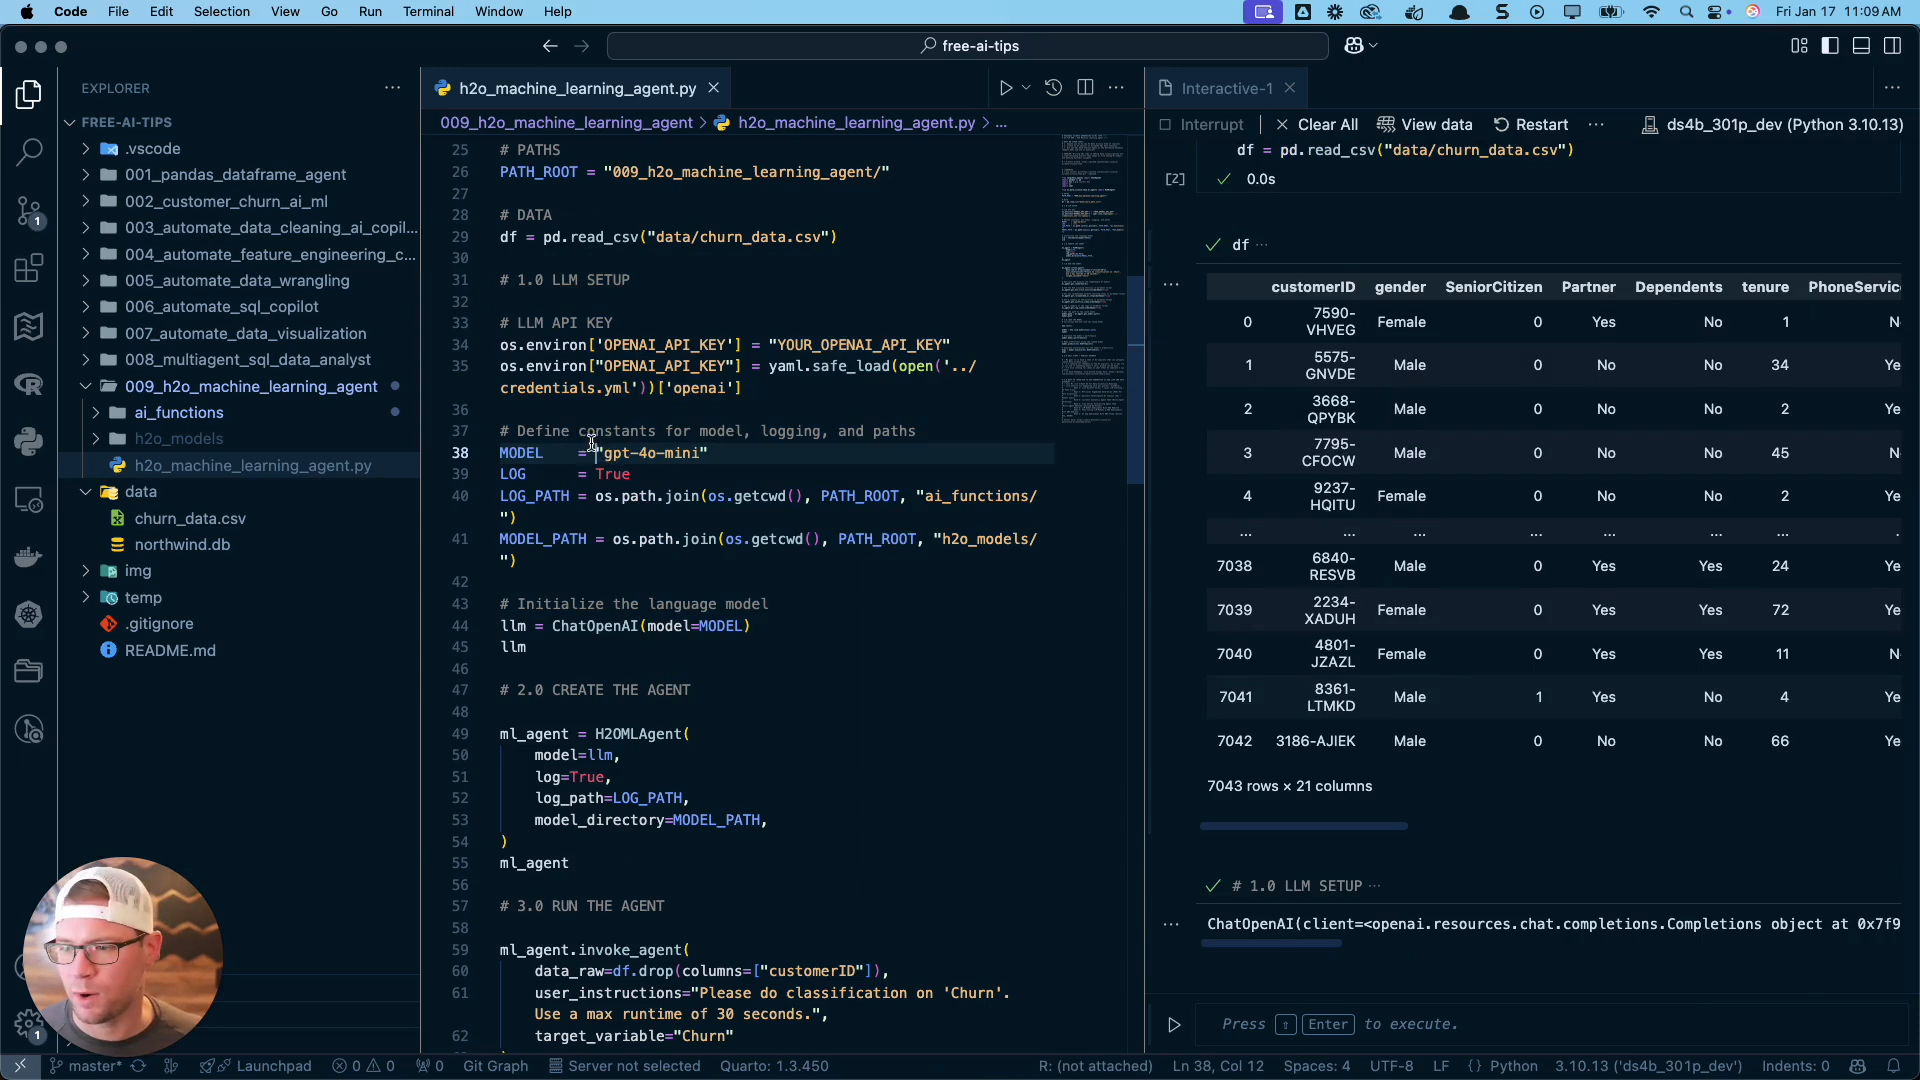 Code File Edit Selection View Go Run Terminal Window Help
Fri Jan 17 11:09 AM
free-ai-tips
EXPLORER
FREE-AI-TIPS
.vscode
001_pandas_dataframe_agent
002_customer_churn_ai_ml
003_automate_data_cleaning_ai_copil...
004_automate_feature_engineering_c...
005_automate_data_wrangling
006_automate_sql_copilot
007_automate_data_visualization
008_multiagent_sql_data_analyst
009_h2o_machine_learning_agent
ai_functions
h2o_models
h2o_machine_learning_agent.py
data
churn_data.csv
northwind.db
img
temp
.gitignore
README.md
1
1
h2o_machine_learning_agent.py
009_h2o_machine_learning_agent > h2o_machine_learning_agent.py > ...
25 # PATHS
26 PATH_ROOT = "009_h2o_machine_learning_agent/"
27
28 # DATA
29 df = pd.read_csv("data/churn_data.csv")
30
31 # 1.0 LLM SETUP
32
33 # LLM API KEY
34 os.environ['OPENAI_API_KEY'] = "YOUR_OPENAI_API_KEY"
35 os.environ["OPENAI_API_KEY"] = yaml.safe_load(open('../
credentials.yml'))['openai']
36
37 # Define constants for model, logging, and paths
38 MODEL = "gpt-4o-mini"
39 LOG = True
40 LOG_PATH = os.path.join(os.getcwd(), PATH_ROOT, "ai_functions/
")
41 MODEL_PATH = os.path.join(os.getcwd(), PATH_ROOT, "h2o_models/
")
42
43 # Initialize the language model
44 llm = ChatOpenAI(model=MODEL)
45 llm
46
47 # 2.0 CREATE THE AGENT
48
49 ml_agent = H2OMLAgent(
50 model=llm,
51 log=True,
52 log_path=LOG_PATH,
53 model_directory=MODEL_PATH,
54 )
55 ml_agent
56
57 # 3.0 RUN THE AGENT
58
59 ml_agent.invoke_agent(
60 data_raw=df.drop(columns=["customerID"]),
61 user_instructions="Please do classification on 'Churn'.
Use a max runtime of 30 seconds.",
62 target_variable="Churn"
Interactive-1
Interrupt Clear All View data Restart ... ds4b_301p_dev (Python 3.10.13)
df = pd.read_csv("data/churn_data.csv")
[2] 0.0s
df ...
customerID gender SeniorCitizen Partner Dependents tenure PhoneServic
0 7590-VHVEG Female 0 Yes No 1 N
1 5575-GNVDE Male 0 No No 34 Ye
2 3668-QPYBK Male 0 No No 2 Ye
3 7795-CFOCW Male 0 No No 45 N
4 9237-HQITU Female 0 No No 2 Ye
... ... ... ... ... ... ... .
7038 6840-RESVB Male 0 Yes Yes 24 Ye
7039 2234-XADUH Female 0 Yes Yes 72 Ye
7040 4801-JZAZL Female 0 Yes Yes 11 N
7041 8361-LTMKD Male 1 Yes No 4 Ye
7042 3186-AJIEK Male 0 No No 66 Ye
7043 rows × 21 columns
# 1.0 LLM SETUP ...
ChatOpenAI(client=<openai.resources.chat.completions.Completions object at 0x7f9
Press ⇧ Enter to execute.
master* Launchpad 0 0 0 Git Graph Server not selected Quarto: 1.3.450
R: (not attached) Ln 38, Col 12 Spaces: 4 UTF-8 LF {} Python 3.10.13 ('ds4b_301p_dev') Indents: 0